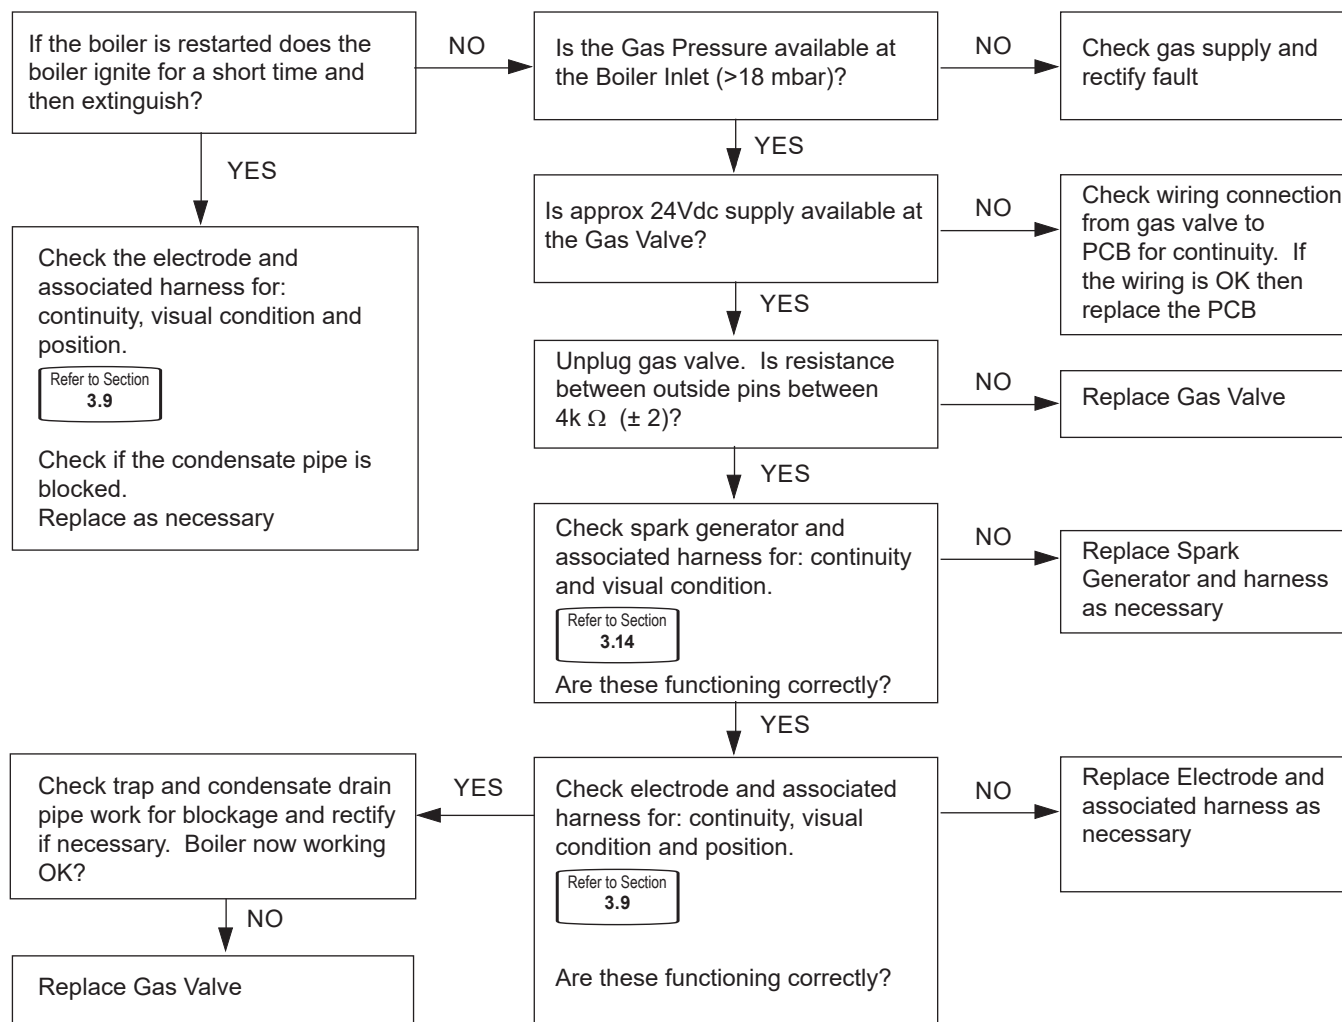 If the boiler is restarted does the
boiler ignite for a short time and
then extinguish?
NO
Is the Gas Pressure available at
the Boiler Inlet (>18 mbar)?
NO
Check gas supply and
rectify fault
YES
YES
Check the electrode and
associated harness for:
continuity, visual condition and
position.
Refer to Section
3.9
Check if the condensate pipe is
blocked.
Replace as necessary
Is approx 24Vdc supply available at
the Gas Valve?
NO
Check wiring connection
from gas valve to
PCB for continuity.  If
the wiring is OK then
replace the PCB
YES
Unplug gas valve.  Is resistance
between outside pins between
4k Ω  (± 2)?
NO
Replace Gas Valve
YES
Check spark generator and
associated harness for: continuity
and visual condition.
Refer to Section
3.14
Are these functioning correctly?
NO
Replace Spark
Generator and harness
as necessary
YES
Check electrode and associated
harness for: continuity, visual
condition and position.
Refer to Section
3.9
Are these functioning correctly?
NO
Replace Electrode and
associated harness as
necessary
YES
Check trap and condensate drain
pipe work for blockage and rectify
if necessary.  Boiler now working
OK?
NO
Replace Gas Valve